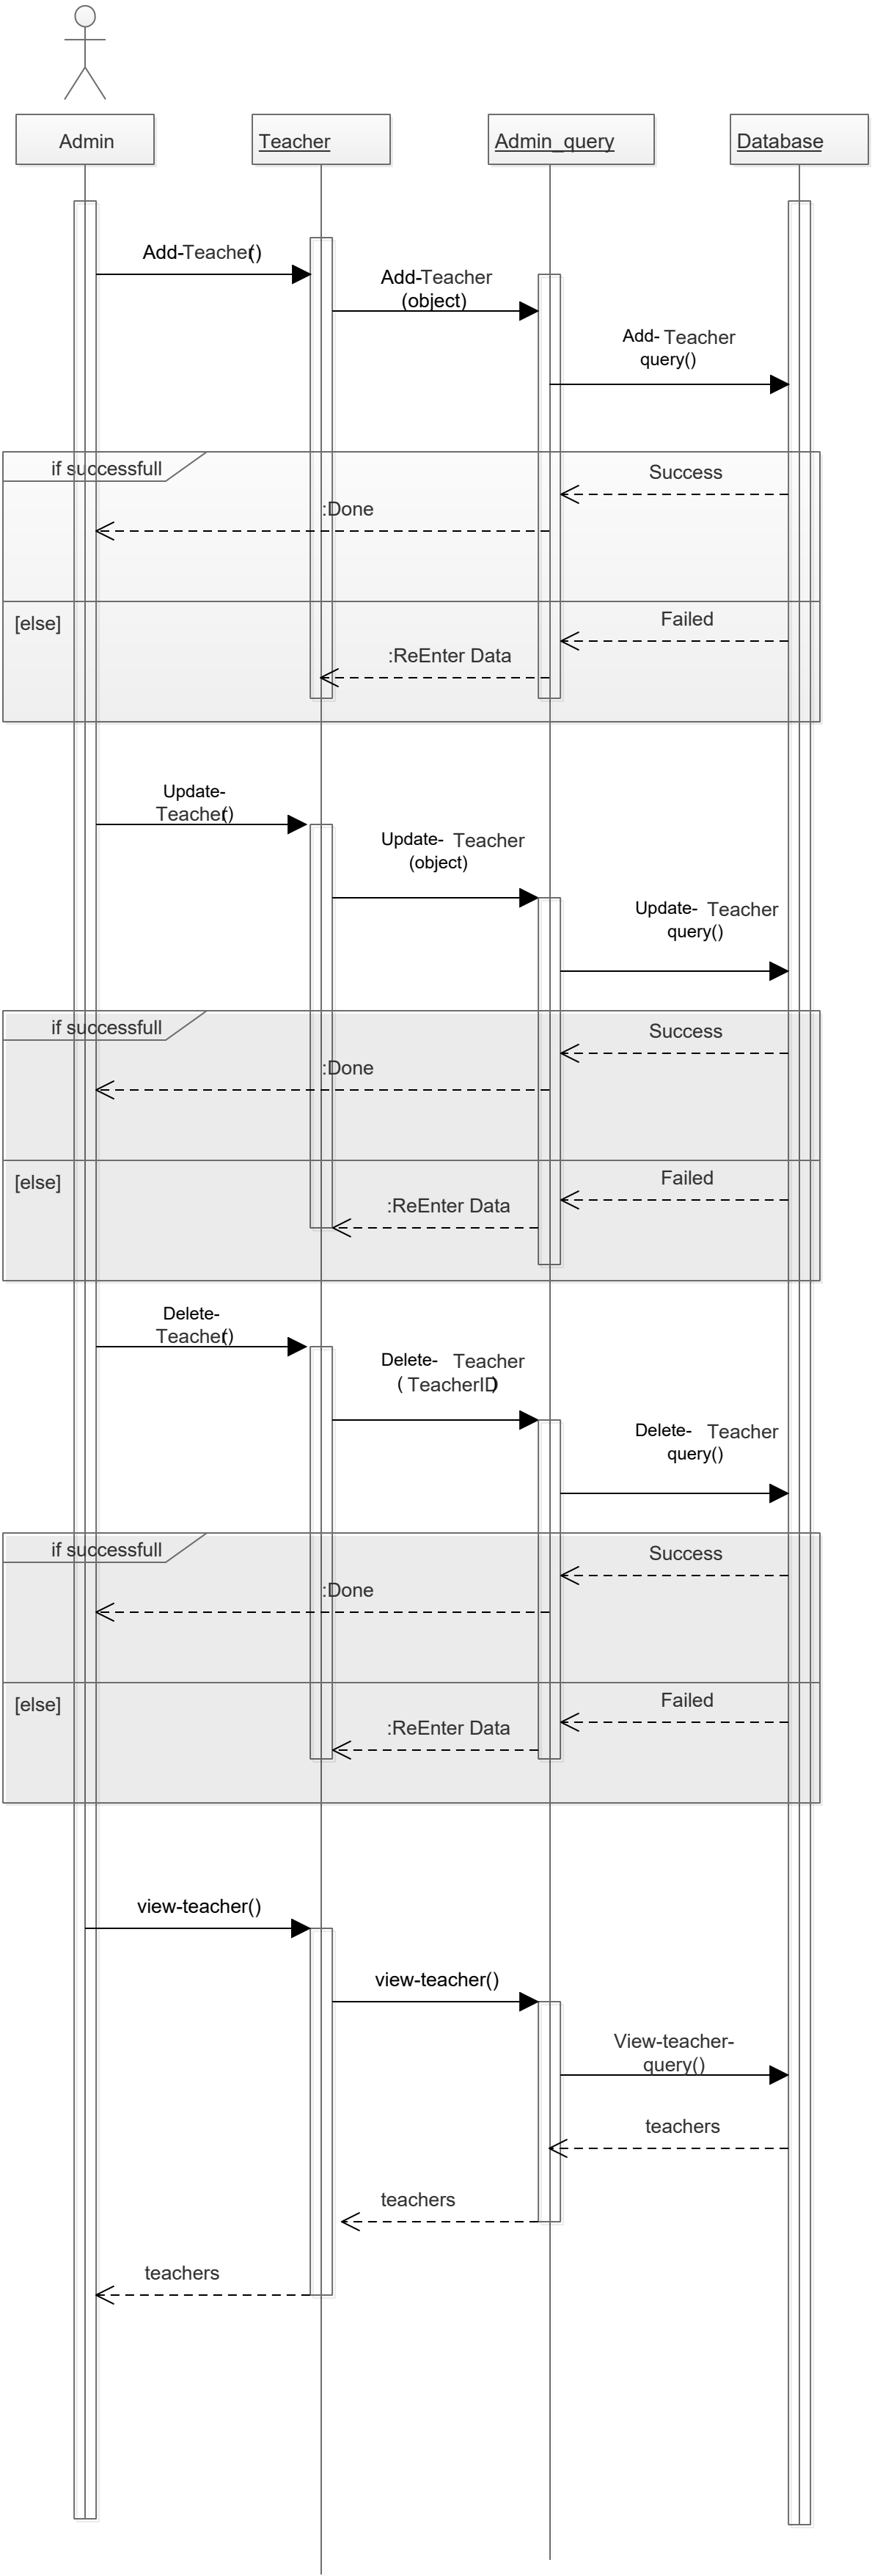 Admin
Teacher
Admin_query
Database
Add-Teacher()
Add-Teacher
(object)
Add- Teacher
query()
if successfull
Success
:Done
[else]
Failed
:ReEnter Data
Update-
Teacher()
Update- Teacher
(object)
Update- Teacher
query()
if successfull
Success
:Done
[else]
Failed
:ReEnter Data
Delete-
Teacher()
Delete- Teacher
( TeacherID)
Delete- Teacher
query()
if successfull
Success
:Done
[else]
Failed
:ReEnter Data
view-teacher()
view-teacher()
View-teacher-
query()
teachers
teachers
teachers